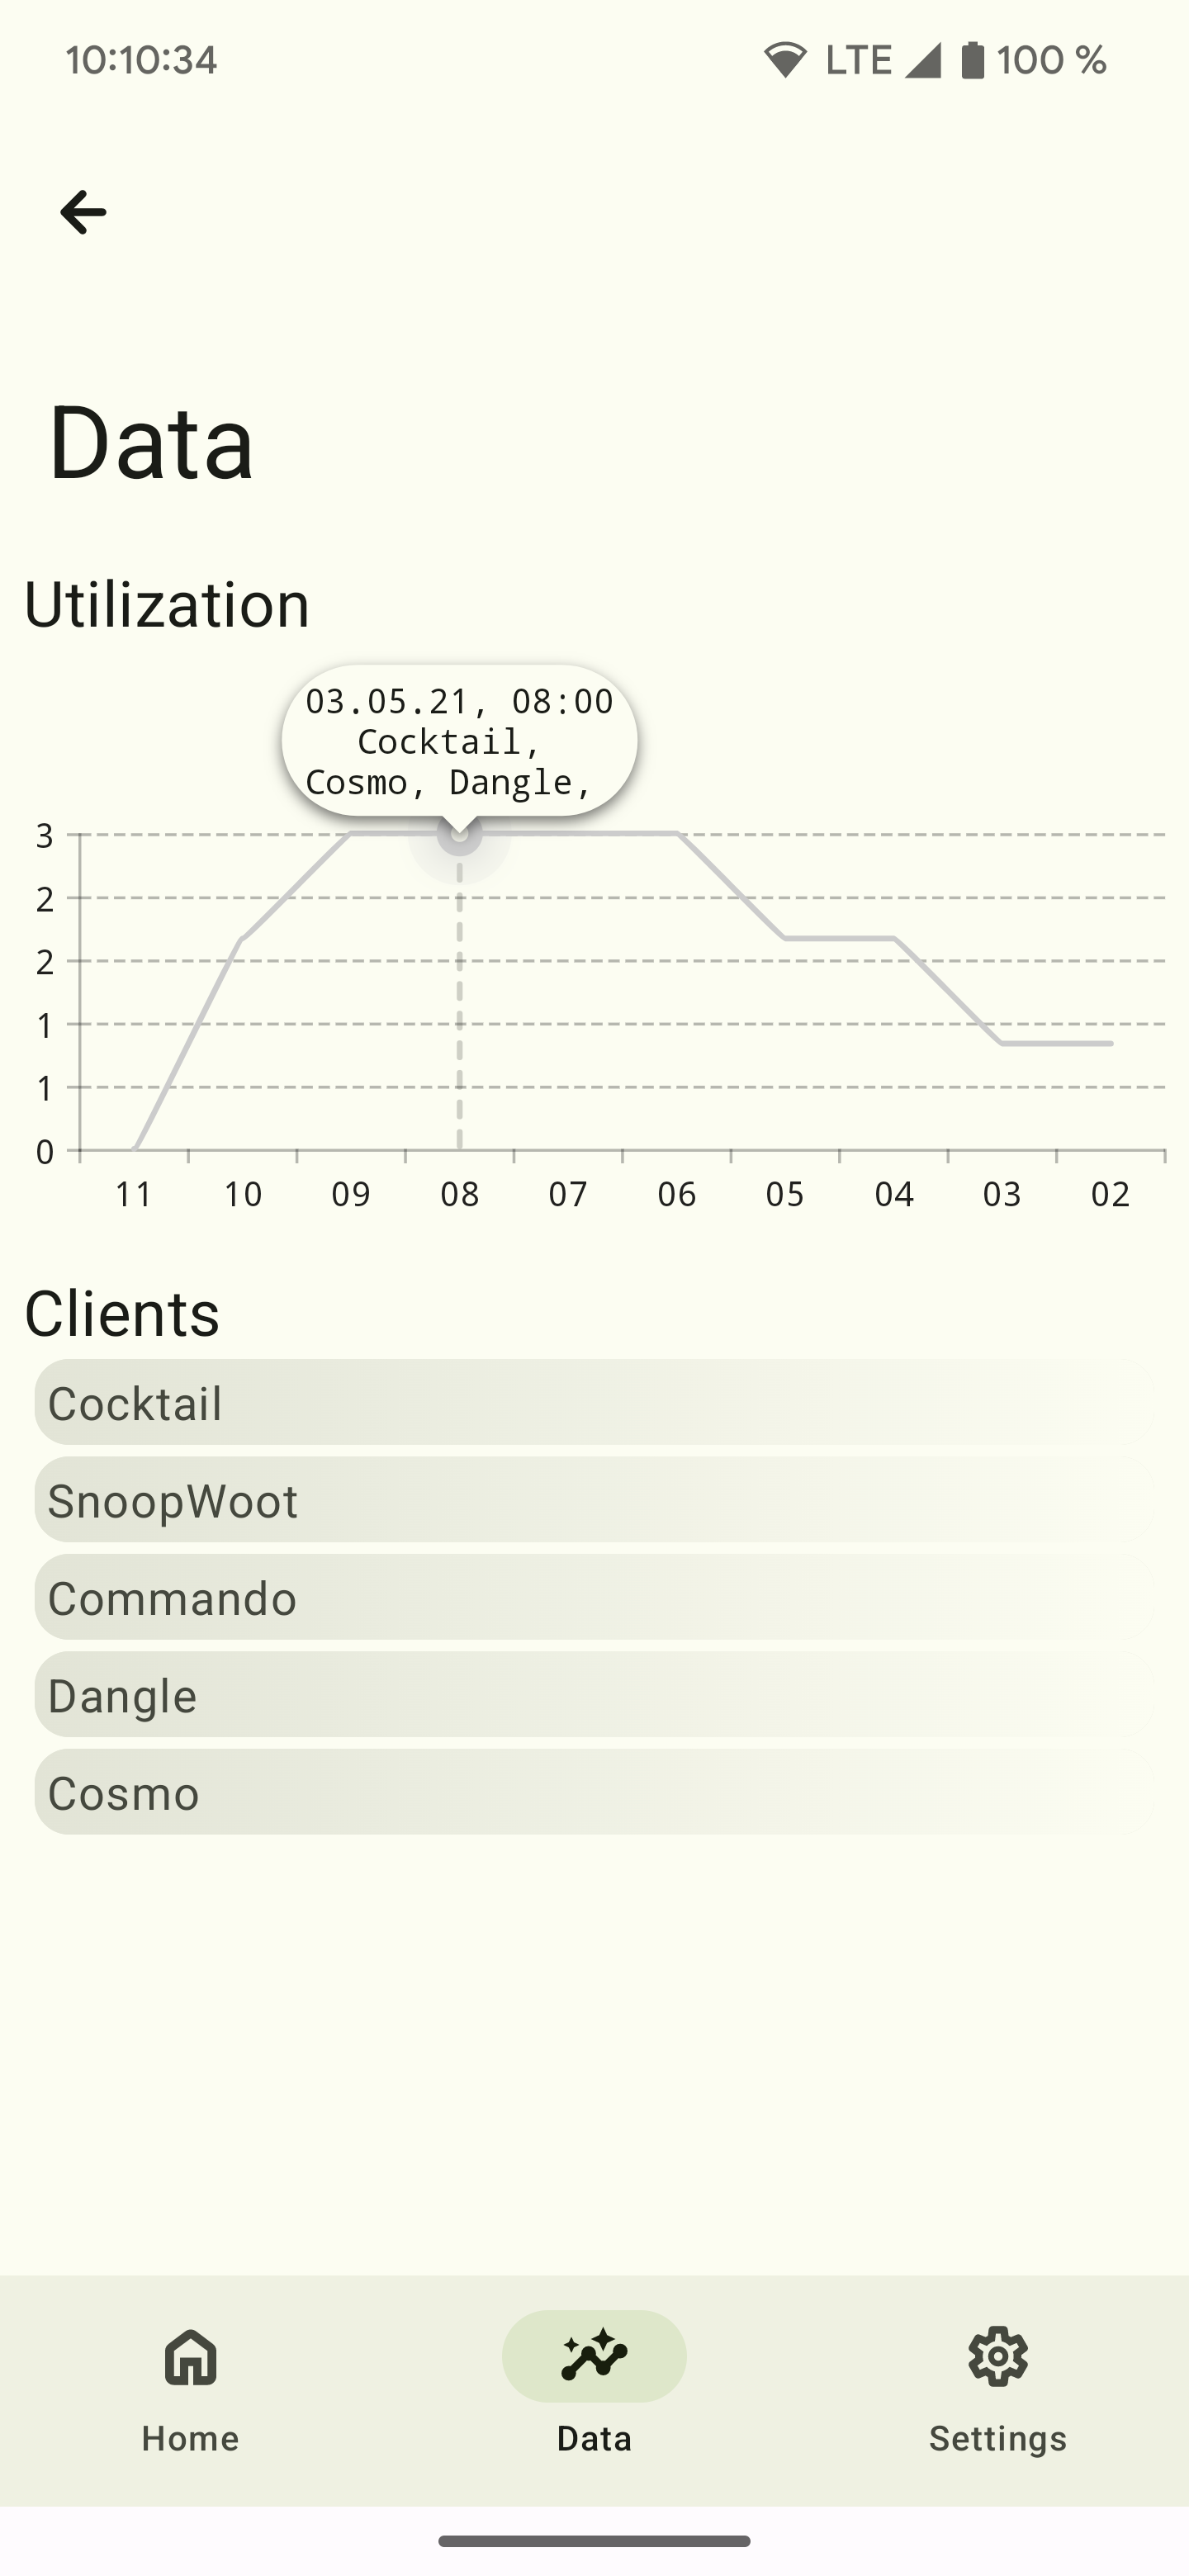 10:10:34 LTE 100 %
Data
Utilization
03.05.21, 08:00
Cocktail,
Cosmo, Dangle,
3
2
2
1
1
0
11 10 09 08 07 06 05 04 03 02
Clients
Cocktail
SnoopWoot
Commando
Dangle
Cosmo
Home Data Settings